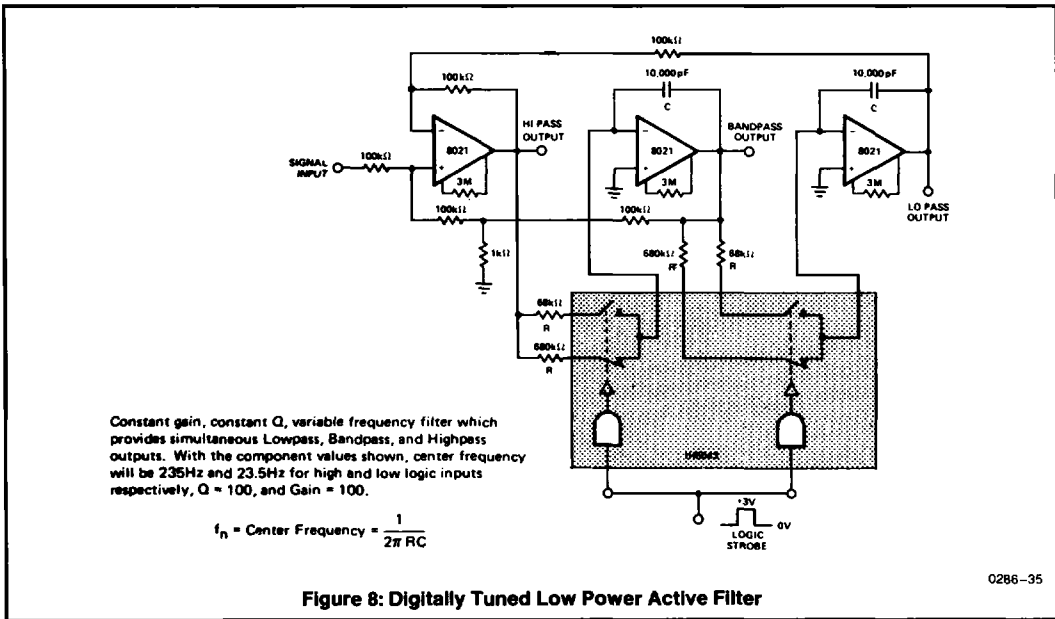 100kΩ
100kΩ
10,000pF
C
10,000pF
C
HI PASS
OUTPUT
BANDPASS
OUTPUT
LO PASS
OUTPUT
SIGNAL
INPUT
100kΩ
−
+
8021
3M
−
+
8021
3M
−
+
8021
3M
100kΩ
1kΩ
100kΩ
680kΩ
R
68kΩ
R
68kΩ
R
680kΩ
R
+3V
0V
LOGIC
STROBE
Constant gain, constant Q, variable frequency filter which
provides simultaneous Lowpass, Bandpass, and Highpass
outputs. With the component values shown, center frequency
will be 235Hz and 23.5Hz for high and low logic inputs
respectively, Q = 100, and Gain = 100.
fn = Center Frequency = 1 / 2π RC
0286-35
Figure 8: Digitally Tuned Low Power Active Filter